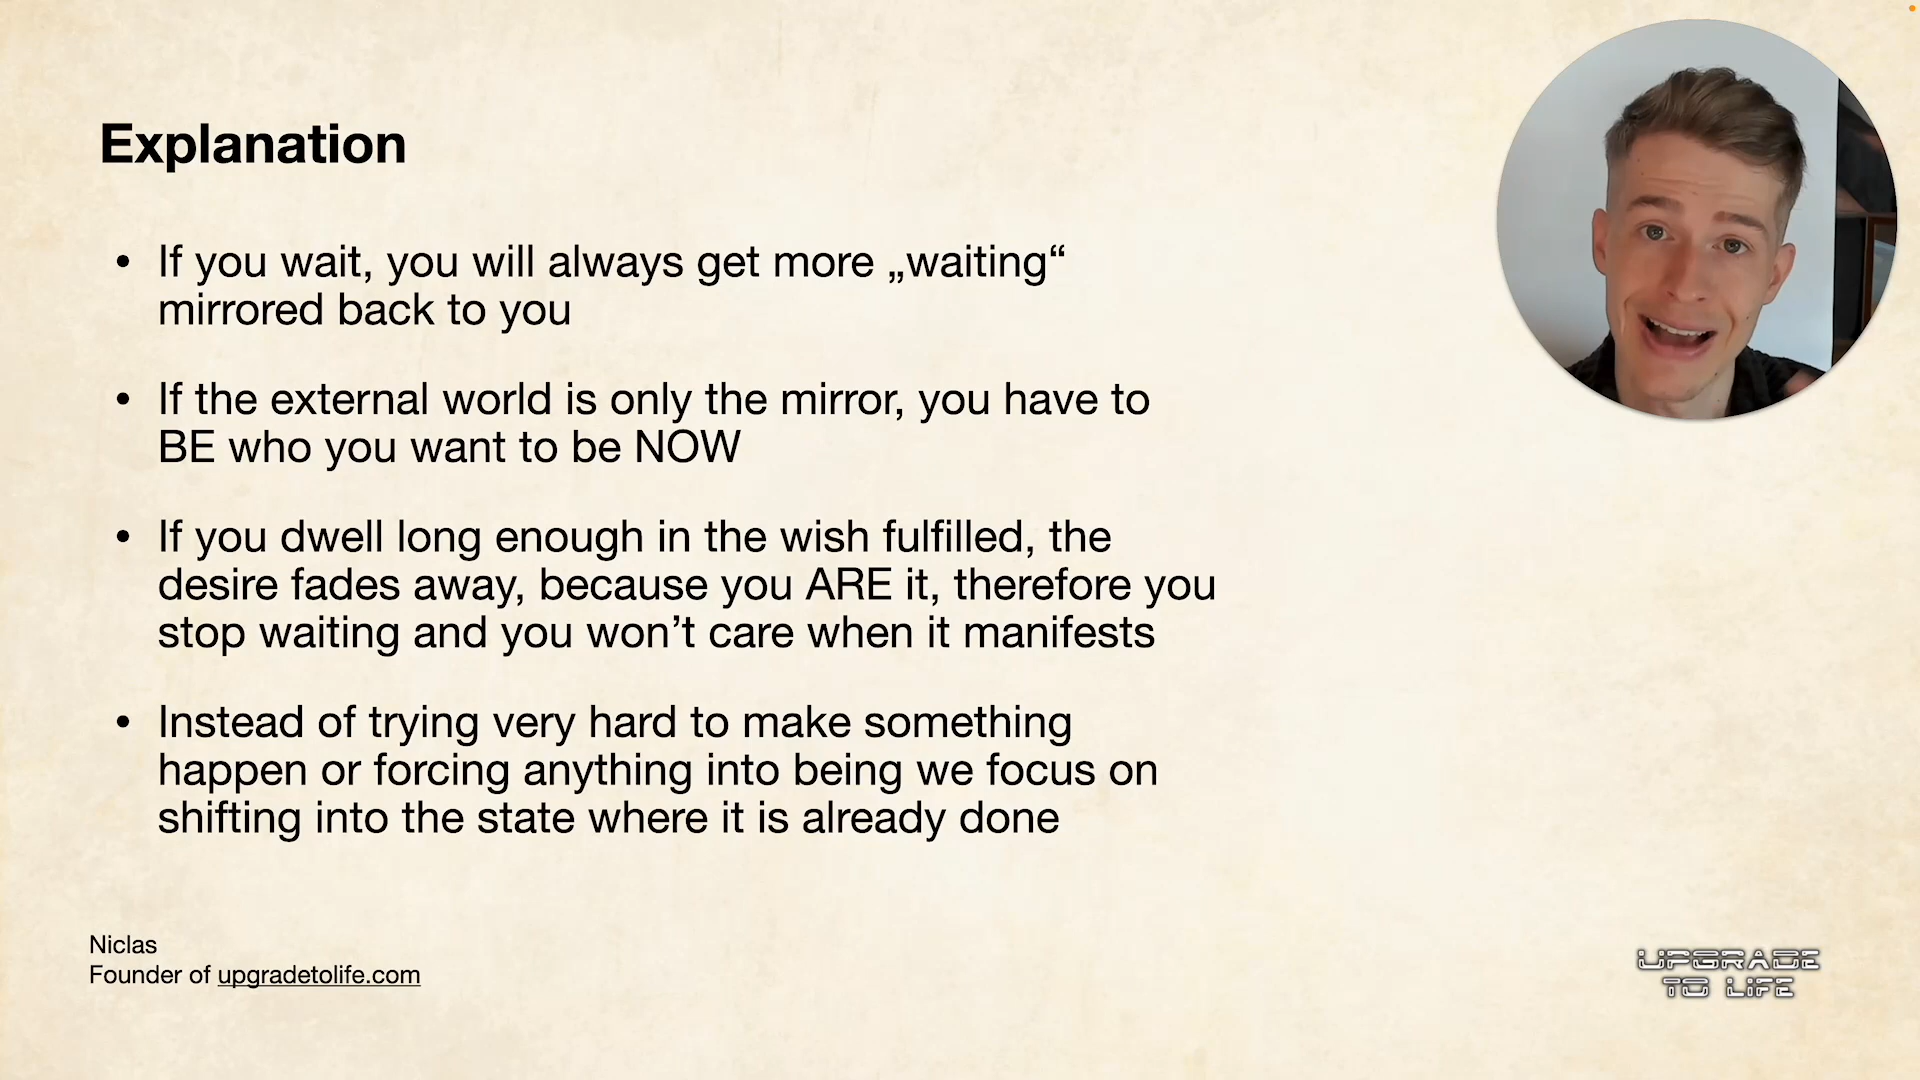 Explanation
• If you wait, you will always get more „waiting“
mirrored back to you
• If the external world is only the mirror, you have to
BE who you want to be NOW
• If you dwell long enough in the wish fulfilled, the
desire fades away, because you ARE it, therefore you
stop waiting and you won’t care when it manifests
• Instead of trying very hard to make something
happen or forcing anything into being we focus on
shifting into the state where it is already done
Niclas
Founder of upgradetolife.com
UPGRADE
TO LIFE